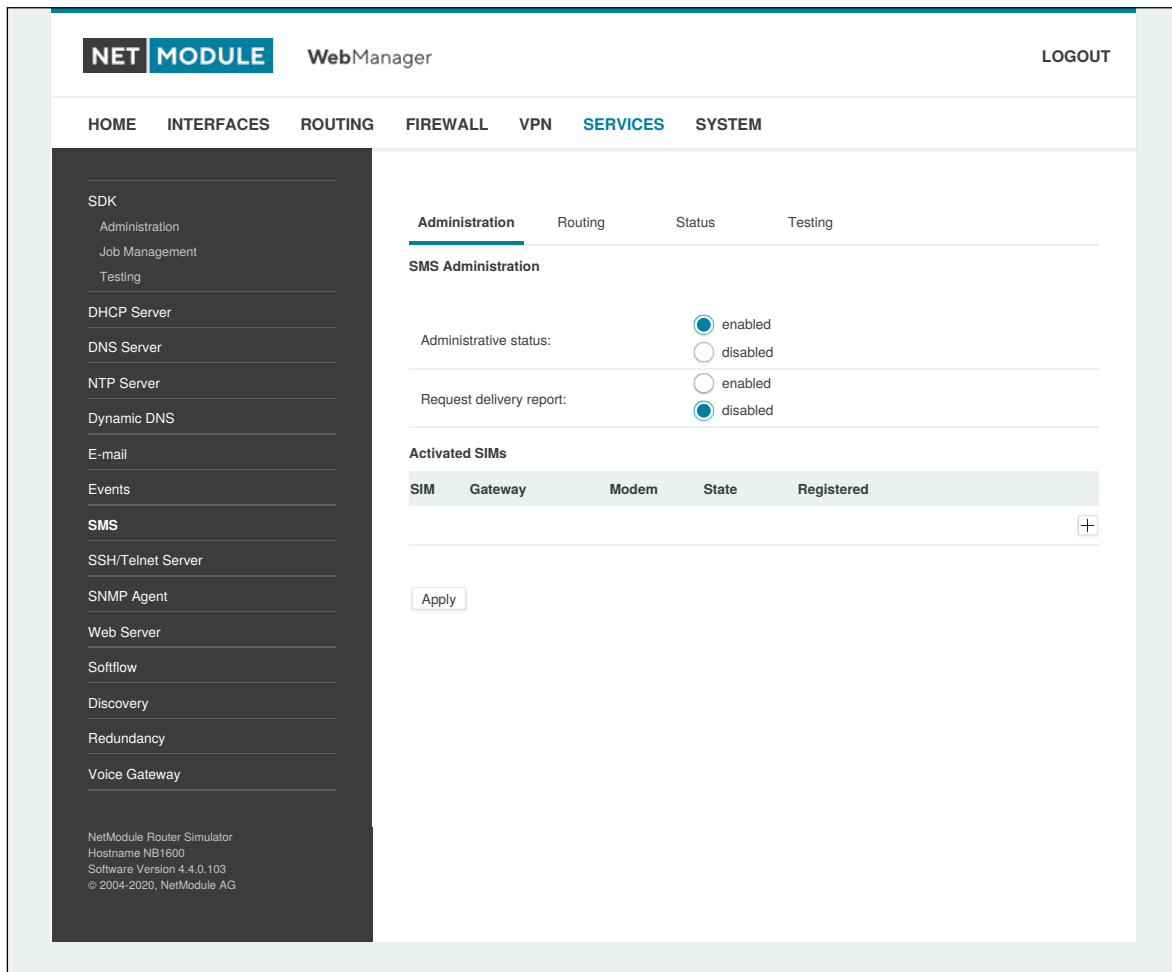 NET MODULE WebManager LOGOUT
HOME INTERFACES ROUTING FIREWALL VPN SERVICES SYSTEM
SDK
Administration
Job Management
Testing
DHCP Server
DNS Server
NTP Server
Dynamic DNS
E-mail
Events
SMS
SSH/Telnet Server
SNMP Agent
Web Server
Softflow
Discovery
Redundancy
Voice Gateway
NetModule Router Simulator
Hostname NB1600
Software Version 4.4.0.103
© 2004-2020, NetModule AG
Administration Routing Status Testing
SMS Administration
Administrative status:
enabled
disabled
Request delivery report:
enabled
disabled
Activated SIMs
SIM Gateway Modem State Registered
Apply